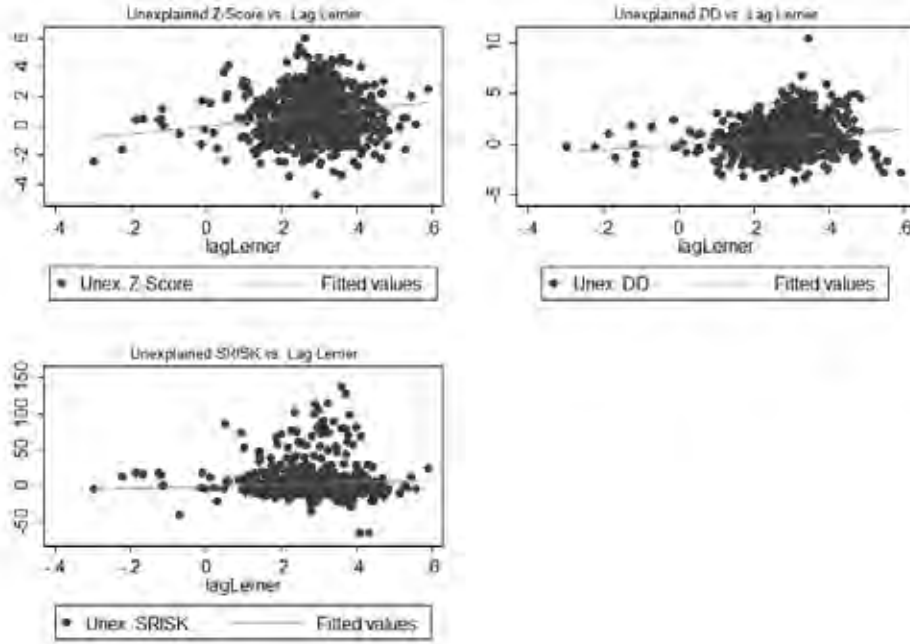 Unexplained Z-Score vs. Lag Lerner
6
4
2
0
-2
-4
-.4
-.2
0
.2
.4
.6
lagLerner
Unex. Z-Score
Fitted values
Unexplained DD vs. Lag Lerner
10
5
0
-5
-.4
-.2
0
.2
.4
.6
lagLerner
Unex. DD
Fitted values
Unexplained SRISK vs. Lag Lerner
150
100
50
0
-50
-.4
-.2
0
.2
.4
.6
lagLerner
Unex. SRISK
Fitted values